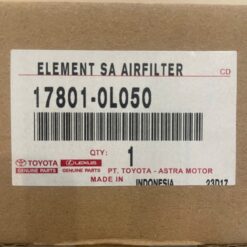 ELEMENT SA AIRFILTER CD
17801-0L050
QTY: 1
TOYOTA LEXUS
GENUINE PARTS GENUINE PARTS PT. TOYOTA - ASTRA MOTOR
MADE IN INDONESIA 23D17